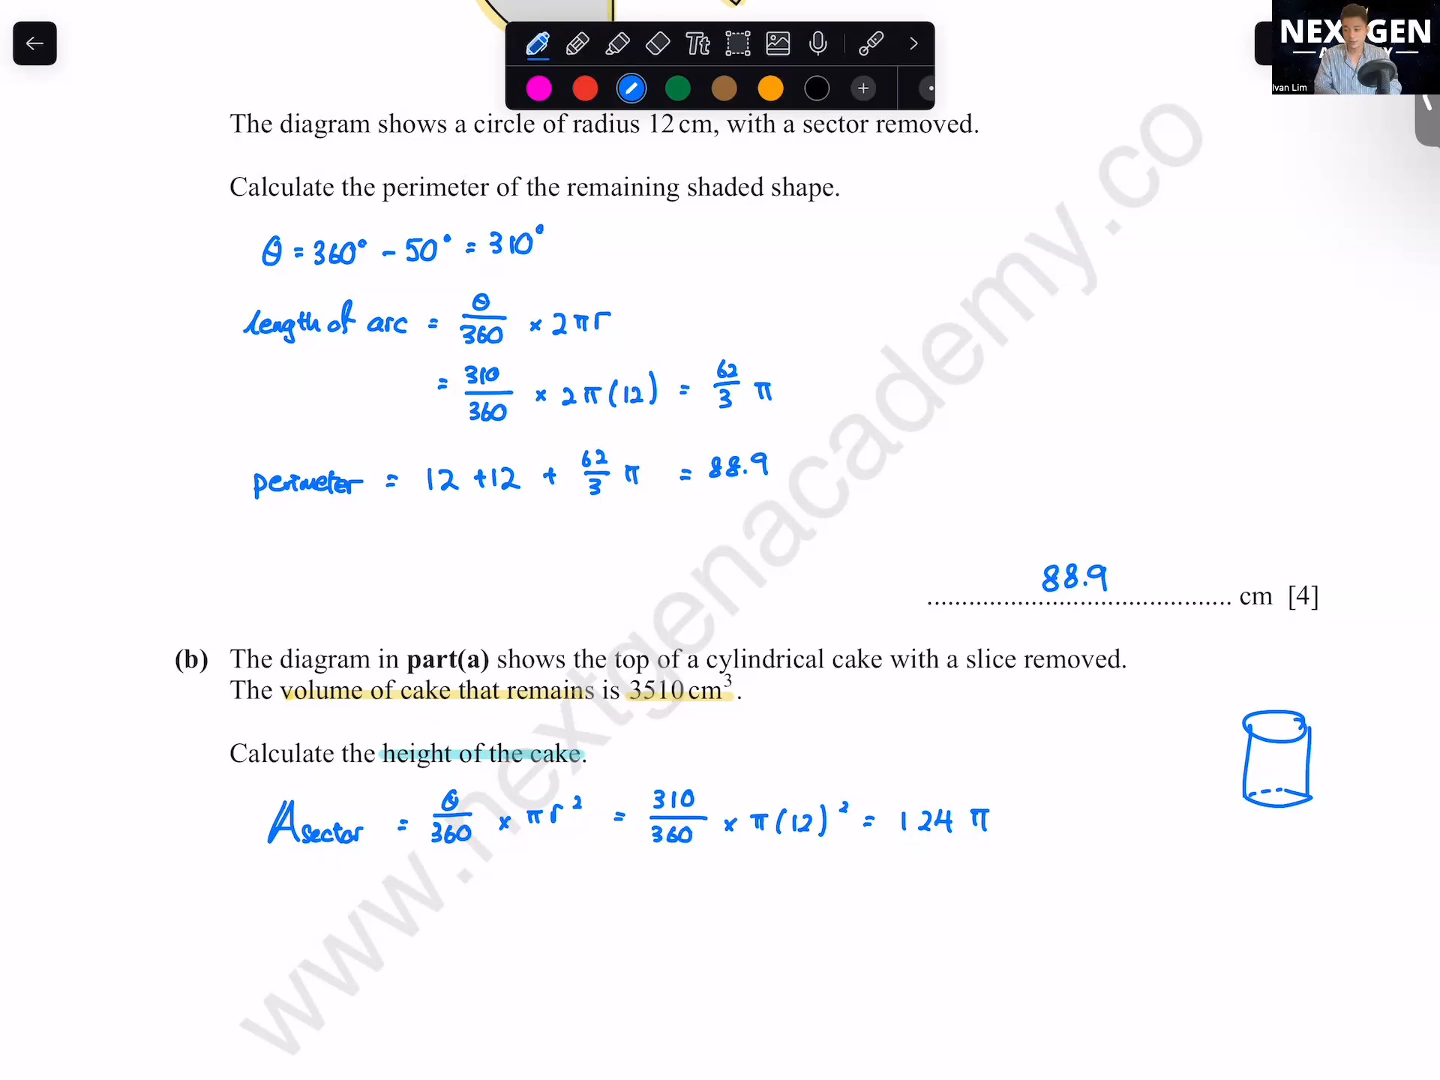 NEXTGEN
Ivan Lim
Tt
The diagram shows a circle of radius 12 cm, with a sector removed.
Calculate the perimeter of the remaining shaded shape.
θ = 360° - 50° = 310°
length of arc = θ/360 × 2πr
= 310/360 × 2π(12) = 62/3 π
perimeter = 12 + 12 + 62/3 π = 88.9
88.9
........................................... cm [4]
(b) The diagram in part(a) shows the top of a cylindrical cake with a slice removed.
The volume of cake that remains is 3510 cm³.
Calculate the height of the cake.
A sector = θ/360 × πr² = 310/360 × π(12)² = 124 π
www.nextgenacademy.co